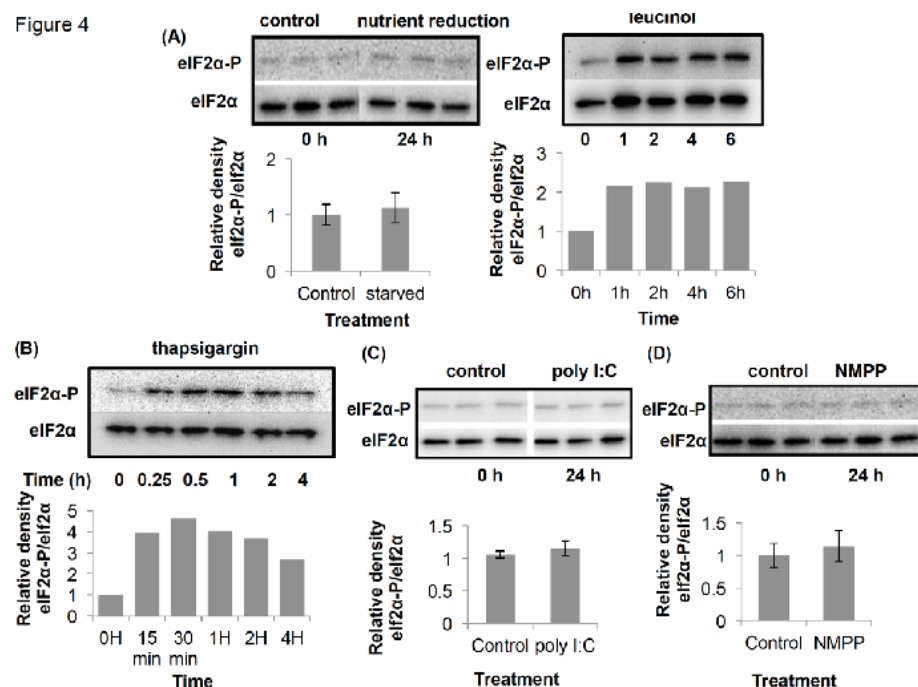 Figure 4
(A)
control nutrient reduction
eIF2α-P
eIF2α
0 h 24 h
Relative density
eIf2α-P/eIf2α
2
1
0
Control starved
Treatment
leucinol
eIF2α-P
eIF2α
0 1 2 4 6
Relative density
eIF2α-P/eIF2α
3
2
1
0
0h 1h 2h 4h 6h
Time
(B)
thapsigargin
eIF2α-P
eIF2α
Time (h) 0 0.25 0.5 1 2 4
Relative density
eIF2α-P/eIf2α
5
4
3
2
1
0
0H 15 30 1H 2H 4H
min min
Time
(C)
control poly I:C
eIF2α-P
eIF2α
0 h 24 h
Relative density
eIf2α-P/eIf2α
1.5
1
0.5
0
Control poly I:C
Treatment
(D)
control NMPP
eIF2α-P
eIF2α
0 h 24 h
Relative density
eIf2α-P/eIF2α
1.5
1
0.5
0
Control NMPP
Treatment